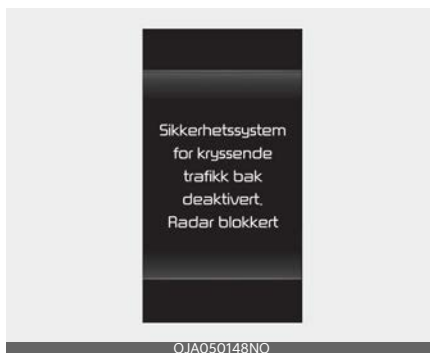 Sikkerhetssystem
for kryssende
trafikk bak
deaktivert.
Radar blokkert
OJA050148NO